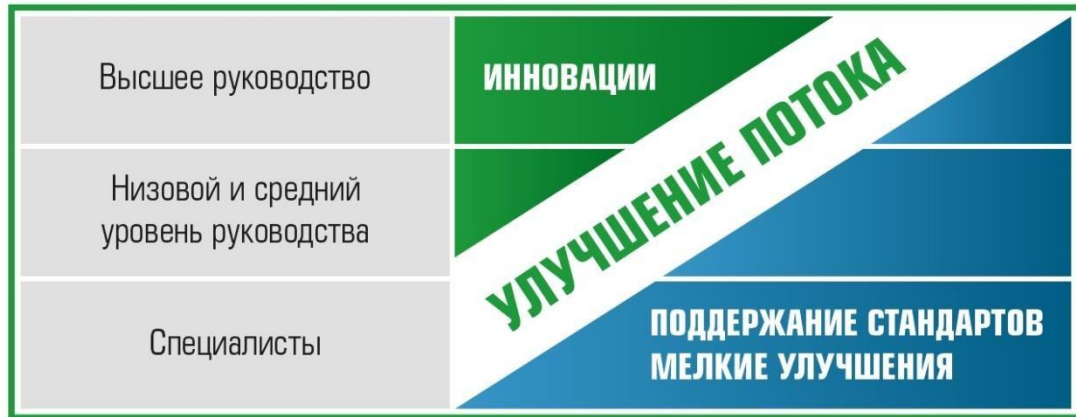 Высшее руководство
ИННОВАЦИИ
УЛУЧШЕНИЕ ПОТОКА
Низовой и средний
уровень руководства
Специалисты
ПОДДЕРЖАНИЕ СТАНДАРТОВ
МЕЛКИЕ УЛУЧШЕНИЯ